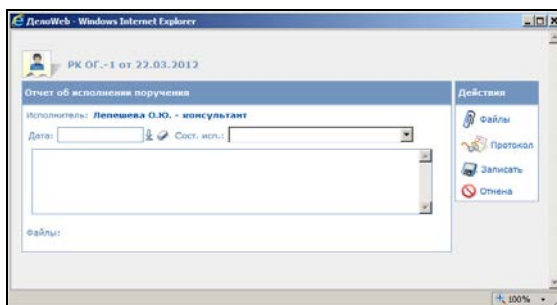 ДелоWeb - Windows Internet Explorer
РК ОГ.-1 от 22.03.2012
Отчет об исполнении поручения
Исполнитель: Лепешева О.Ю. - консультант
Дата:
Сост. исп.:
Файлы:
Действия
Файлы
Протокол
Записать
Отмена
100%